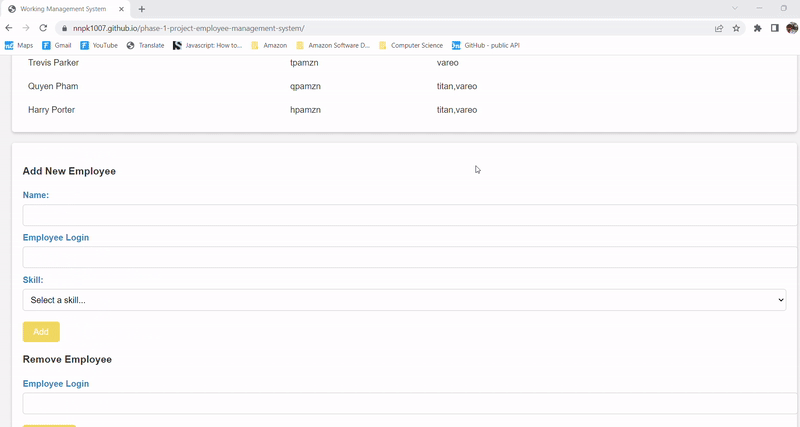 Working Management System
nnpk1007.github.io/phase-1-project-employee-management-system/
Maps Gmail YouTube Translate Javascript: How to... Amazon Amazon Software D... Computer Science GitHub - public API
Trevis Parker tpamzn vareo
Quyen Pham qpamzn titan,vareo
Harry Porter hpamzn titan,vareo
Add New Employee
Name:
Employee Login
Skill:
Select a skill...
Add
Remove Employee
Employee Login